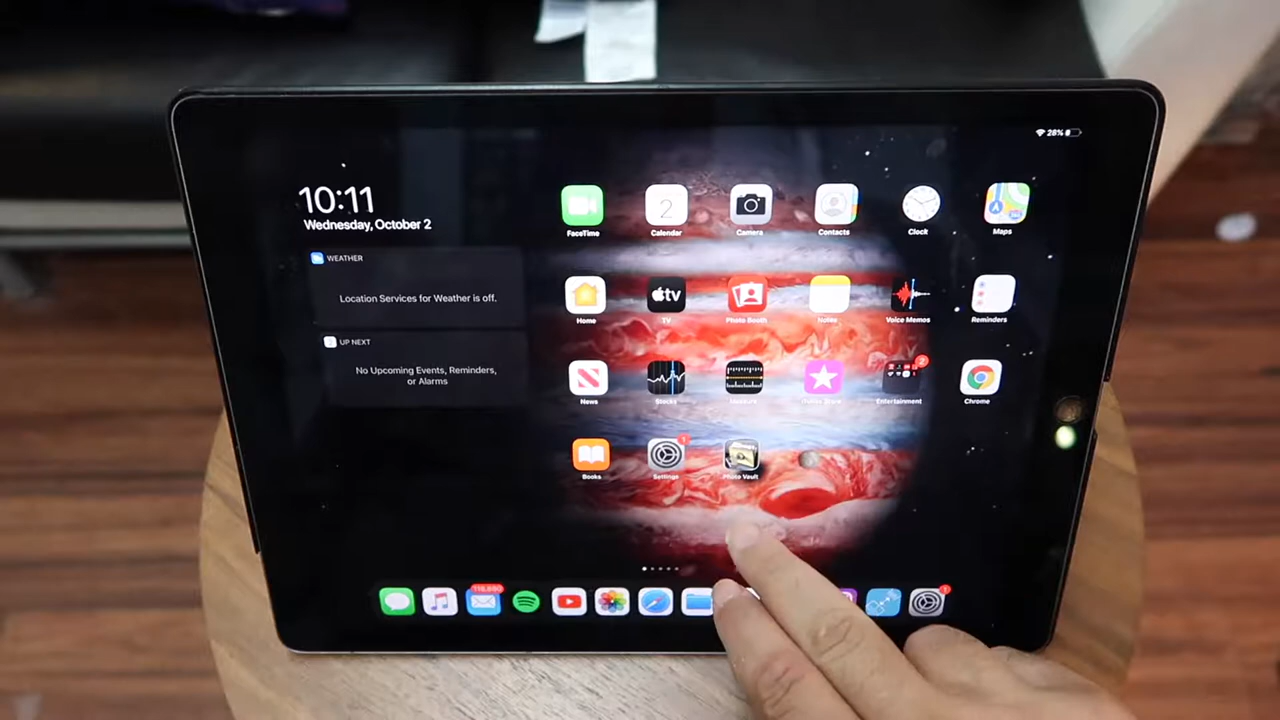 28%
10:11
Wednesday, October 2
WEATHER
Location Services for Weather is off.
UP NEXT
No Upcoming Events, Reminders,
or Alarms
FaceTime
2
Calendar
Camera
Contacts
Clock
Maps
Home
tv
TV
Photo Booth
Notes
Voice Memos
Reminders
News
Stocks
Measure
iTunes Store
2
Entertainment
Chrome
Books
1
Settings
Photo Vault
1